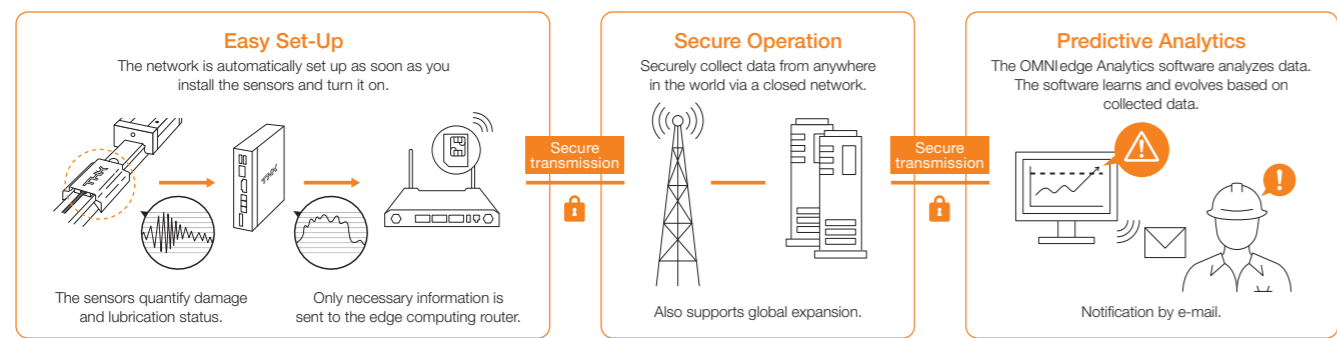 Easy Set-Up
The network is automatically set up as soon as you
install the sensors and turn it on.
THK
THK
The sensors quantify damage
and lubrication status.
Only necessary information is
sent to the edge computing router.
Secure
transmission
Secure Operation
Securely collect data from anywhere
in the world via a closed network.
Also supports global expansion.
Secure
transmission
Predictive Analytics
The OMNIedge Analytics software analyzes data.
The software learns and evolves based on
collected data.
Notification by e-mail.